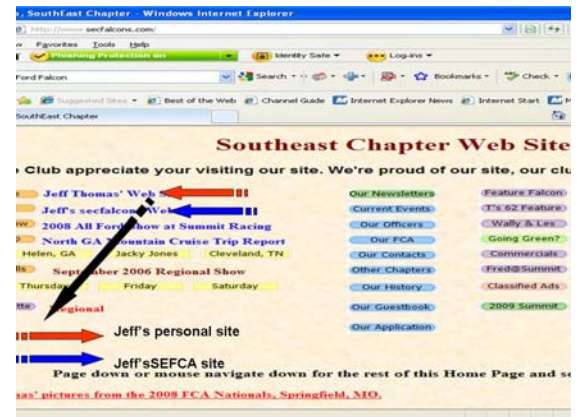 , SouthEast Chapter - Windows Internet Explorer
http://www.secfalcons.com/
w Favorites Tools Help
Phishing Protection on Identity Safe Log-ins
Ford Falcon Search Bookmarks Check
Suggested Sites Best of the Web Channel Guide Internet Explorer News Internet Start M
SouthEast Chapter
Southeast Chapter Web Site
Club appreciate your visiting our site. We're proud of our site, our clu
Jeff Thomas' Web Our Newsletters Feature Falcon
Jeff's secfalcon Web Current Events T's 62 Feature
2008 All Ford Show at Summit Racing Our Officers Wally & Les
North GA Mountain Cruise Trip Report Our FCA Going Green?
Helen, GA Jacky Jones Cleveland, TN Our Contacts Commercials
September 2006 Regional Show Other Chapters Fred@Summit
Thursday Friday Saturday Our History Classified Ads
Regional Our Guestbook 2009 Summit
Jeff's personal site Our Application
Jeff'sSEFCA site
Page down or mouse navigate down for the rest of this Home Page and so
mas' pictures from the 2008 FCA Nationals, Springfield, MO.